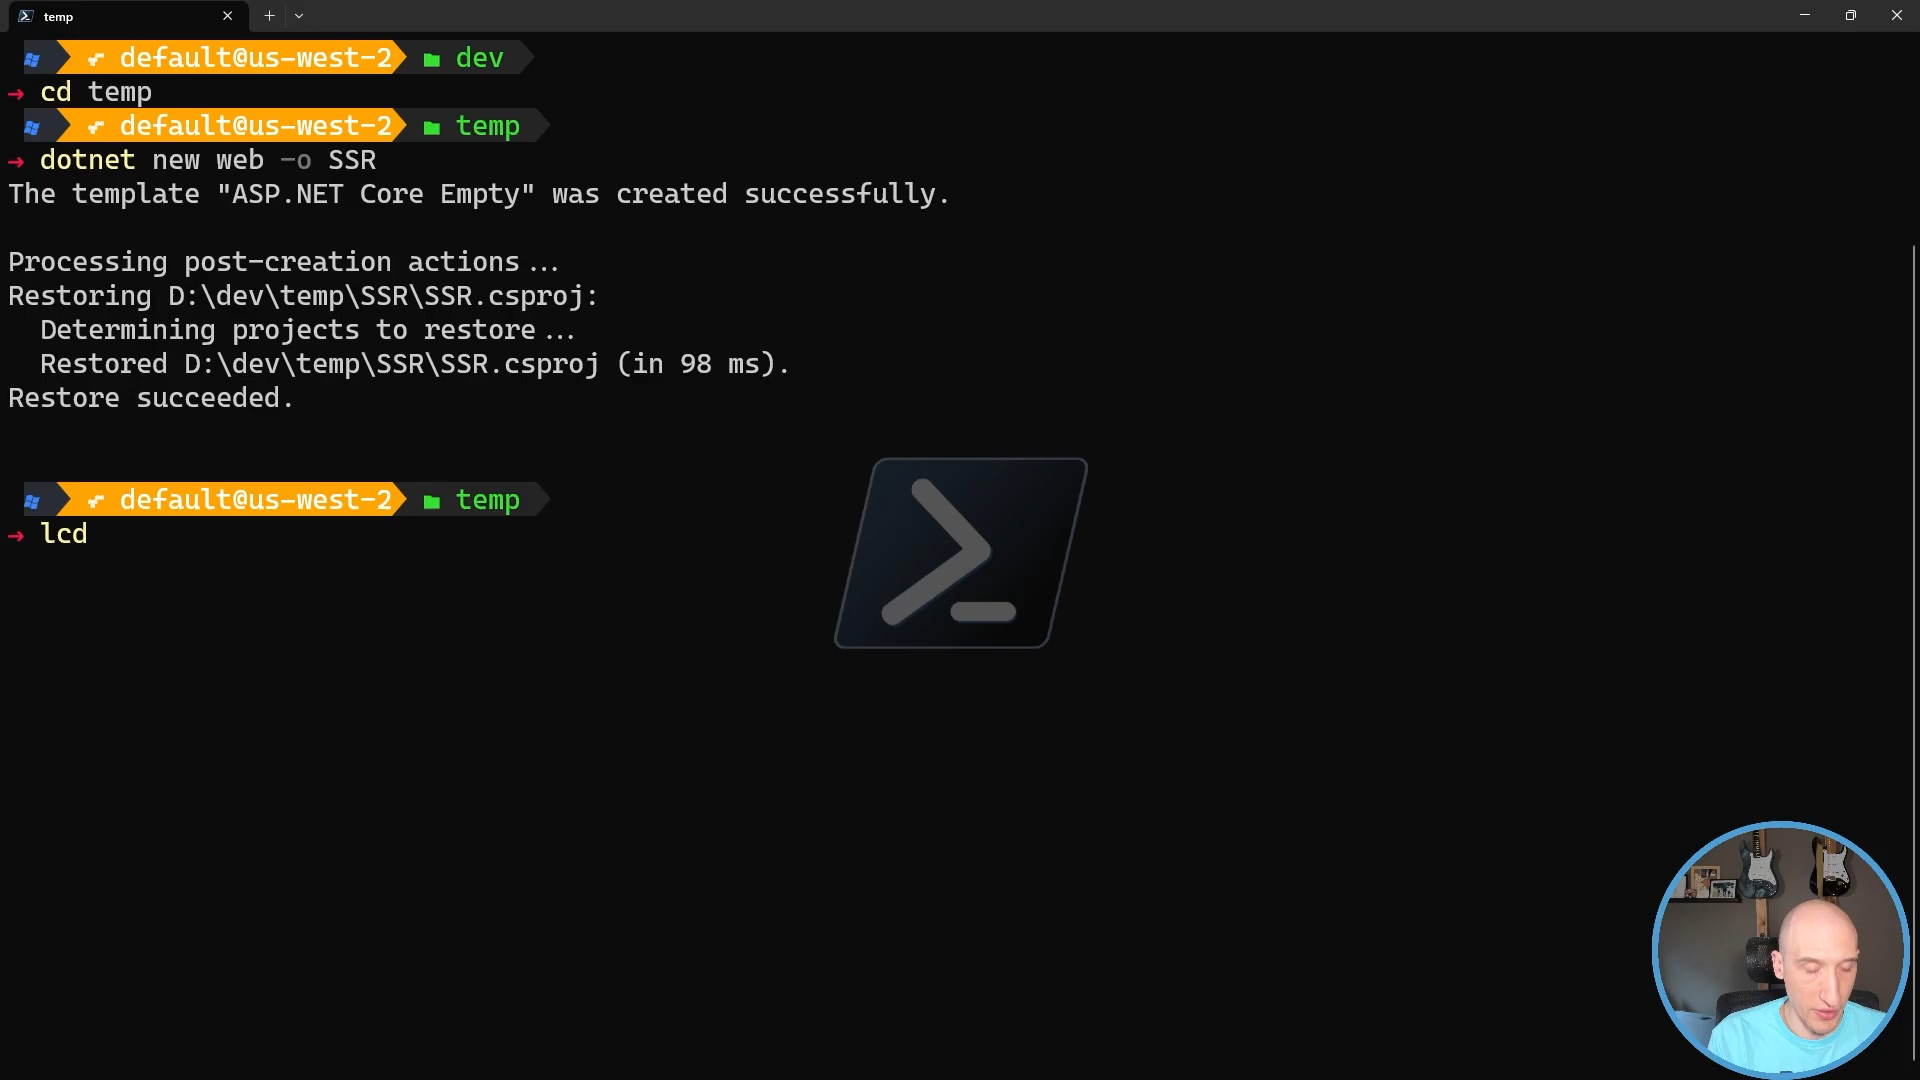 temp
default@us-west-2 dev
→ cd temp
default@us-west-2 temp
→ dotnet new web -o SSR
The template "ASP.NET Core Empty" was created successfully.
Processing post-creation actions...
Restoring D:\dev\temp\SSR\SSR.csproj:
Determining projects to restore...
Restored D:\dev\temp\SSR\SSR.csproj (in 98 ms).
Restore succeeded.
default@us-west-2 temp
→ lcd